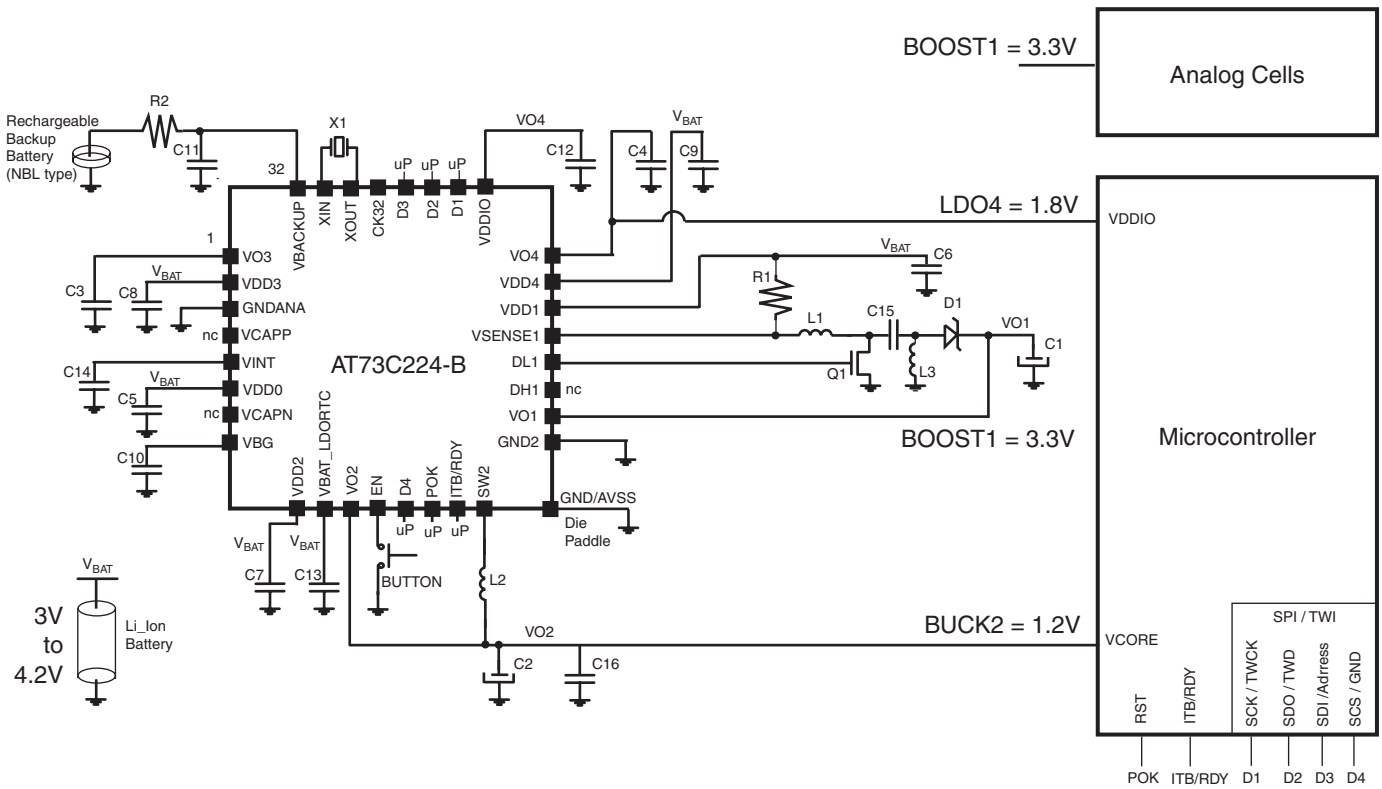 BOOST1 = 3.3V
Analog Cells
Rechargeable
Backup
Battery
(NBL type)
R2
C11
32
X1
uP
uP
uP
VO4
C12
C4
VBAT
C9
VBACKUP
XIN
XOUT
CK32
D3
D2
D1
VDDIO
LDO4 = 1.8V
VDDIO
1
VO3
VDD3
GNDANA
VCAPP
VINT
VDD0
VCAPN
VBG
C3
C8
VBAT
nc
C14
VBAT
C5
nc
C10
AT73C224-B
VO4
VDD4
VDD1
VSENSE1
DL1
DH1
VO1
GND2
nc
VBAT
C6
R1
L1
C15
D1
VO1
C1
Q1
L3
BOOST1 = 3.3V
Microcontroller
VDD2
VBAT_LDORTC
VO2
EN
D4
POK
ITB/RDY
SW2
GND/AVSS
Die
Paddle
uP
uP
uP
VBAT
VBAT
C7
C13
BUTTON
L2
VBAT
3V
to
4.2V
Li_Ion
Battery
VO2
C2
C16
BUCK2 = 1.2V
VCORE
SPI / TWI
RST
ITB/RDY
SCK / TWCK
SDO / TWD
SDI /Adrress
SCS / GND
POK
ITB/RDY
D1
D2
D3
D4